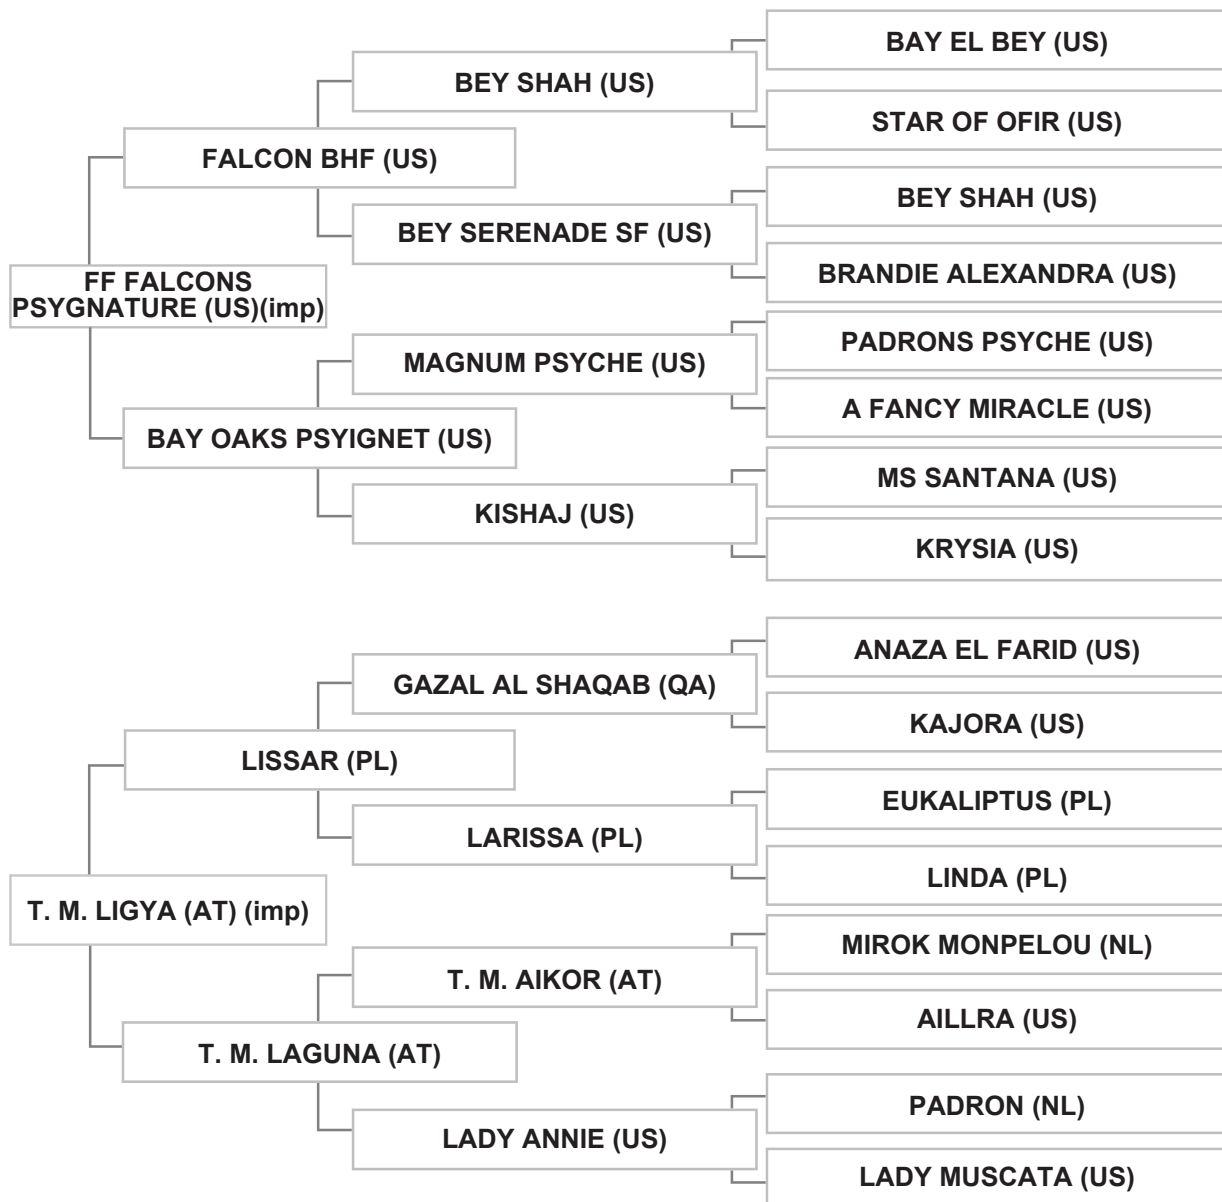 BAY EL BEY (US)
BEY SHAH (US)
STAR OF OFIR (US)
FALCON BHF (US)
BEY SHAH (US)
BEY SERENADE SF (US)
BRANDIE ALEXANDRA (US)
FF FALCONS
PSYGNATURE (US)(imp)
PADRONS PSYCHE (US)
MAGNUM PSYCHE (US)
A FANCY MIRACLE (US)
BAY OAKS PSYIGNET (US)
MS SANTANA (US)
KISHAJ (US)
KRYSIA (US)
ANAZA EL FARID (US)
GAZAL AL SHAQAB (QA)
KAJORA (US)
LISSAR (PL)
EUKALIPTUS (PL)
LARISSA (PL)
LINDA (PL)
T. M. LIGYA (AT) (imp)
MIROK MONPELOU (NL)
T. M. AIKOR (AT)
AILLRA (US)
T. M. LAGUNA (AT)
PADRON (NL)
LADY ANNIE (US)
LADY MUSCATA (US)